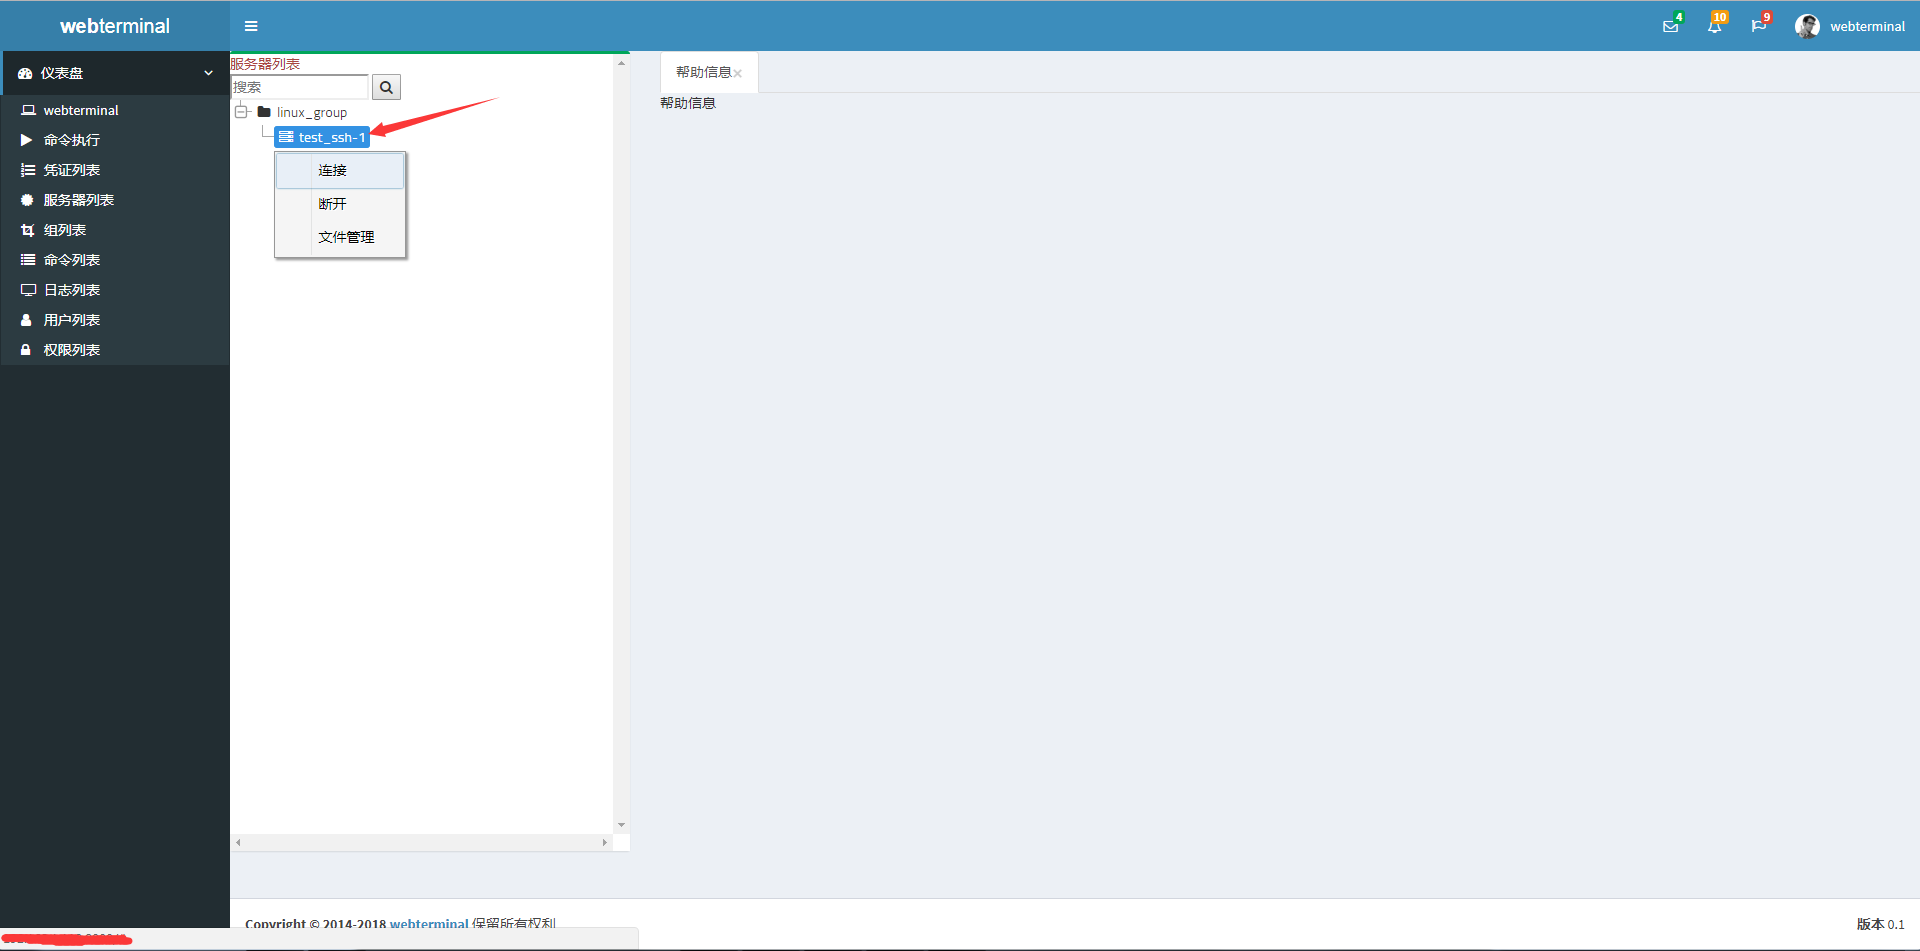 webterminal
4
10
9
webterminal
仪表盘
webterminal
命令执行
凭证列表
服务器列表
组列表
命令列表
日志列表
用户列表
权限列表
服务器列表
搜索
linux_group
test_ssh-1
连接
断开
文件管理
帮助信息×
帮助信息
Copyright © 2014-2018 webterminal 保留所有权利
版本 0.1